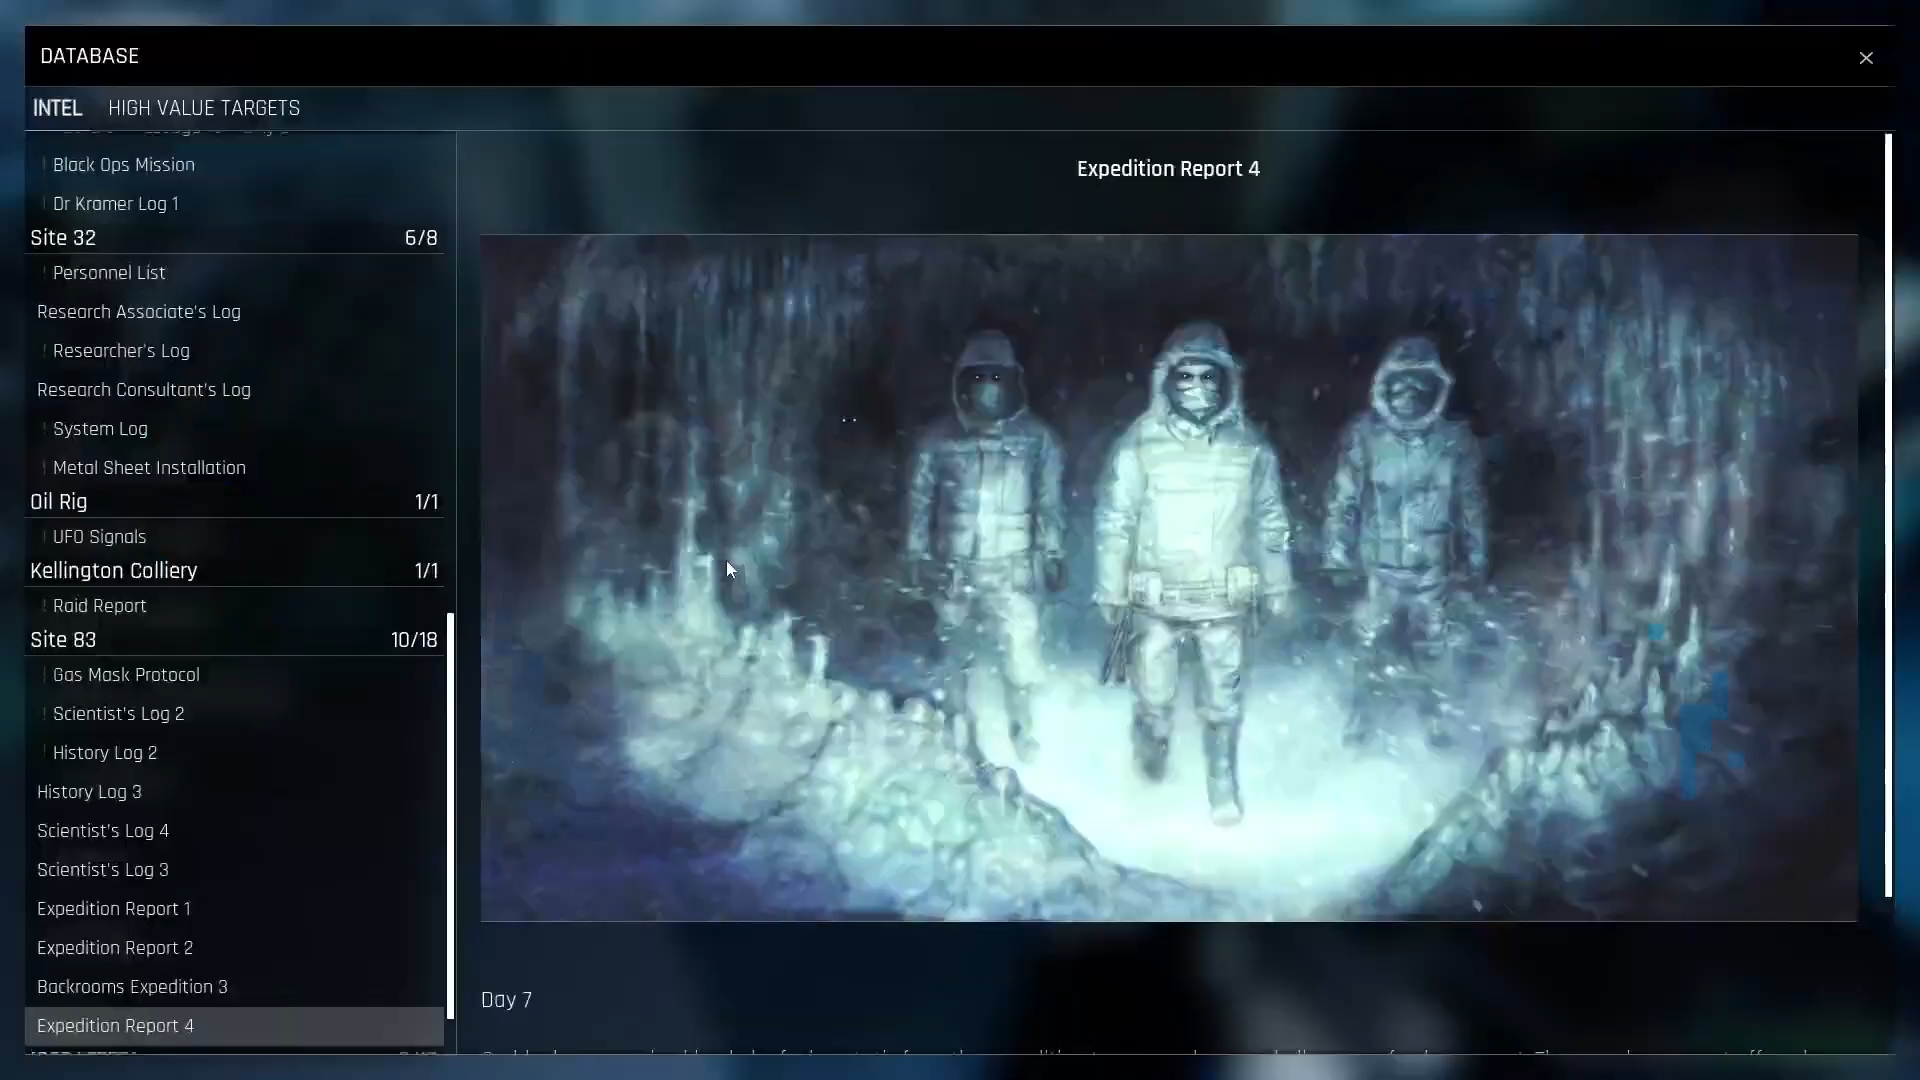 DATABASE
INTEL HIGH VALUE TARGETS
Black Ops Mission
Dr Kramer Log 1
Site 32 6/8
Personnel List
Research Associate's Log
Researcher's Log
Research Consultant's Log
System Log
Metal Sheet Installation
Oil Rig 1/1
UFO Signals
Kellington Colliery 1/1
Raid Report
Site 83 10/18
Gas Mask Protocol
Scientist's Log 2
History Log 2
History Log 3
Scientist's Log 4
Scientist's Log 3
Expedition Report 1
Expedition Report 2
Backrooms Expedition 3
Expedition Report 4
Expedition Report 4
Day 7